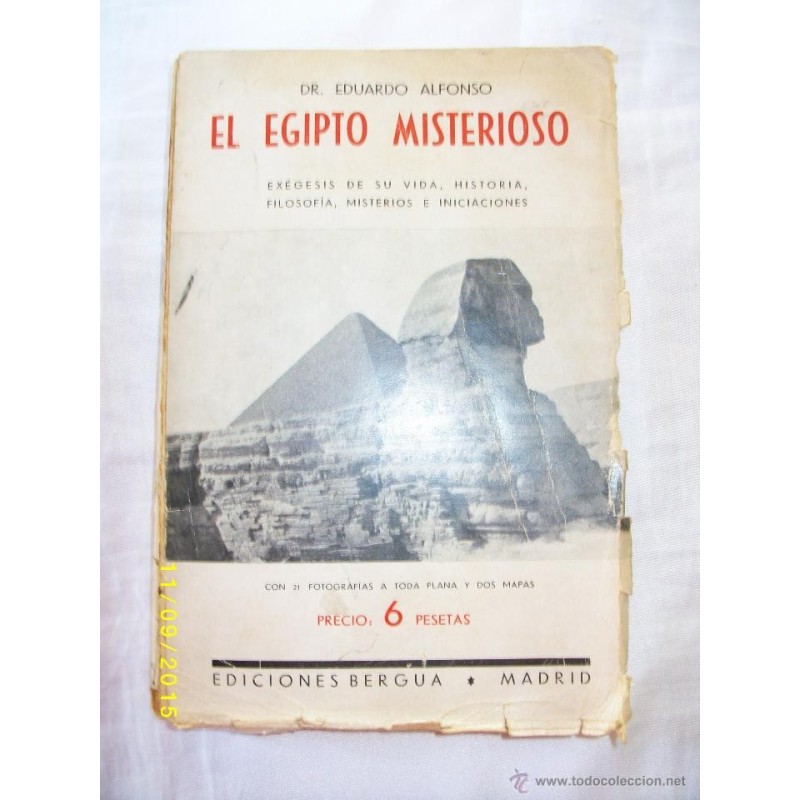 DR. EDUARDO ALFONSO
EL EGIPTO MISTERIOSO
EXÉGESIS DE SU VIDA, HISTORIA,
FILOSOFÍA, MISTERIOS E INICIACIONES
CON 21 FOTOGRAFÍAS A TODA PLANA Y DOS MAPAS
PRECIO: 6 PESETAS
EDICIONES BERGUA * MADRID
11/09/2015
© www.todocoleccion.net